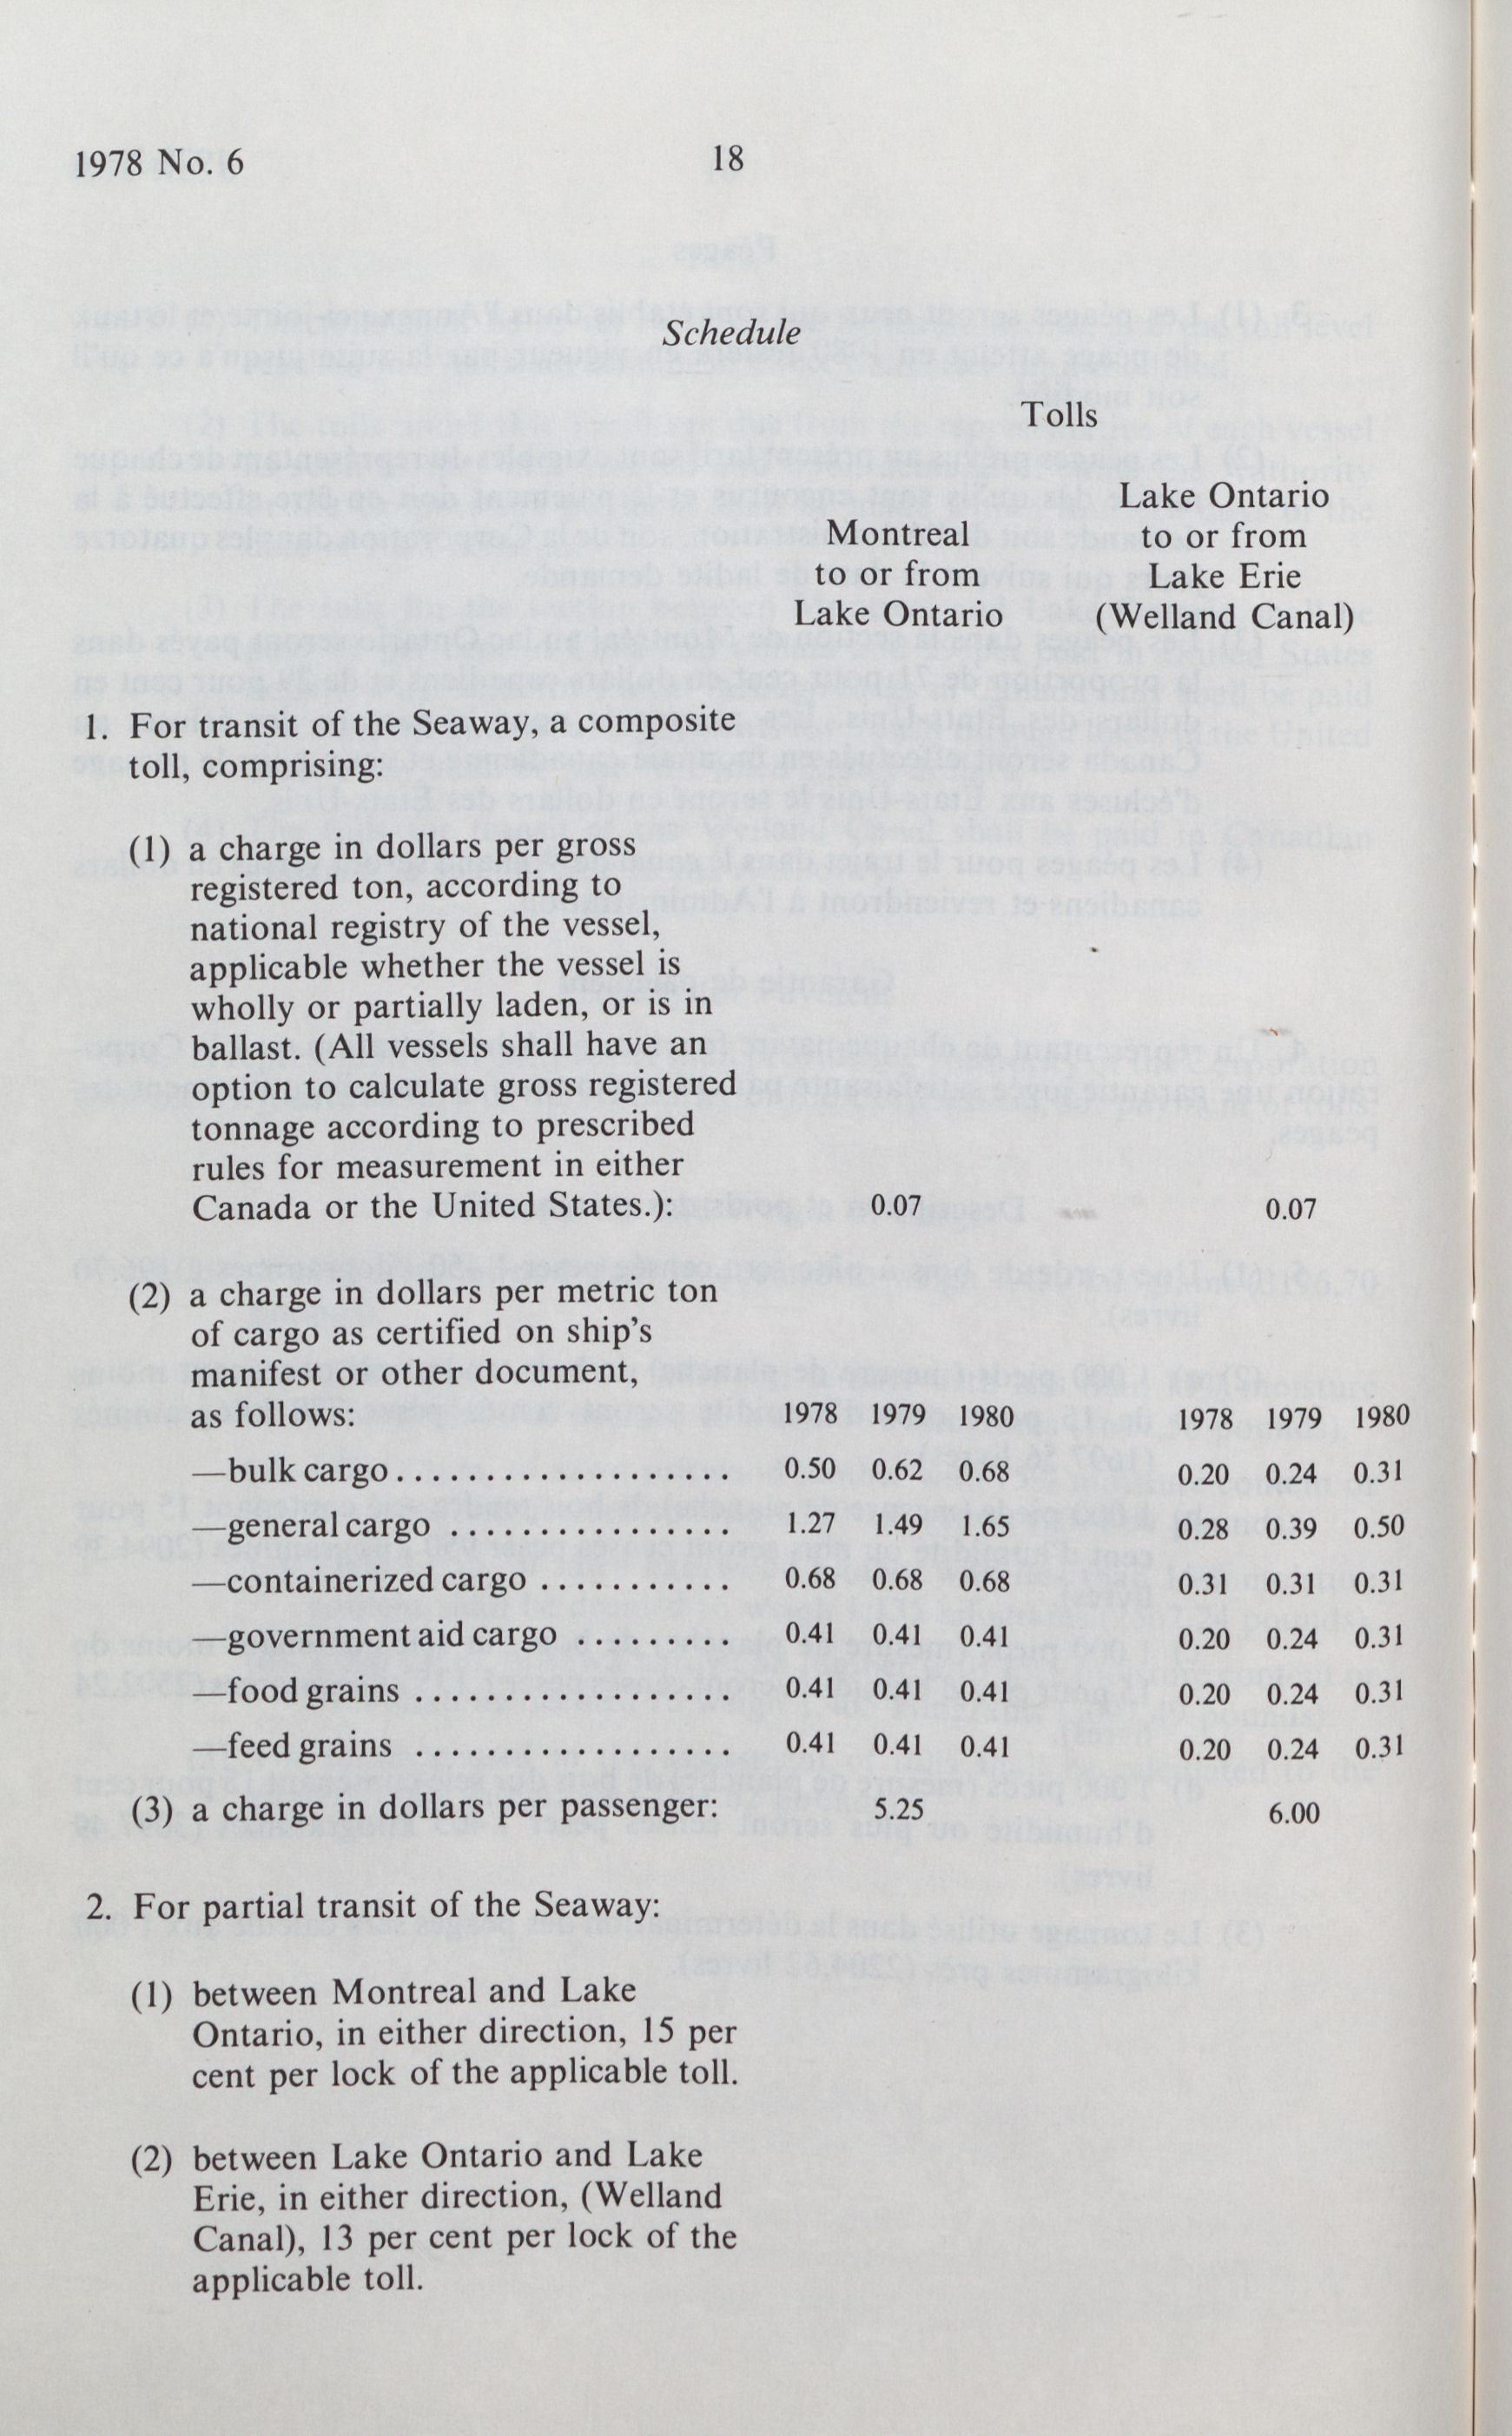 1978 No. 6
18
Schedule
Tolls
Montreal
to or from
Lake Ontario
Lake Ontario
to or from
Lake Erie
(Welland Canal)
1. For transit of the Seaway, a composite
toll, comprising:
(1) a charge in dollars per gross
registered ton, according to
national registry of the vessel,
applicable whether the vessel is
wholly or partially laden, or is in
ballast. (All vessels shall have an
option to calculate gross registered
tonnage according to prescribed
rules for measurement in either
Canada or the United States.): 0.07 0.07
(2) a charge in dollars per metric ton
of cargo as certified on ship's
manifest or other document,
as follows: 1978 1979 1980 1978 1979 1980
—bulk cargo................... 0.50 0.62 0.68 0.20 0.24 0.31
—general cargo ................ 1.27 1.49 1.65 0.28 0.39 0.50
—containerized cargo ........... 0.68 0.68 0.68 0.31 0.31 0.31
—government aid cargo ......... 0.41 0.41 0.41 0.20 0.24 0.31
—food grains .................. 0.41 0.41 0.41 0.20 0.24 0.31
—feed grains .................. 0.41 0.41 0.41 0.20 0.24 0.31
(3) a charge in dollars per passenger: 5.25 6.00
2. For partial transit of the Seaway:
(1) between Montreal and Lake
Ontario, in either direction, 15 per
cent per lock of the applicable toll.
(2) between Lake Ontario and Lake
Erie, in either direction, (Welland
Canal), 13 per cent per lock of the
applicable toll.